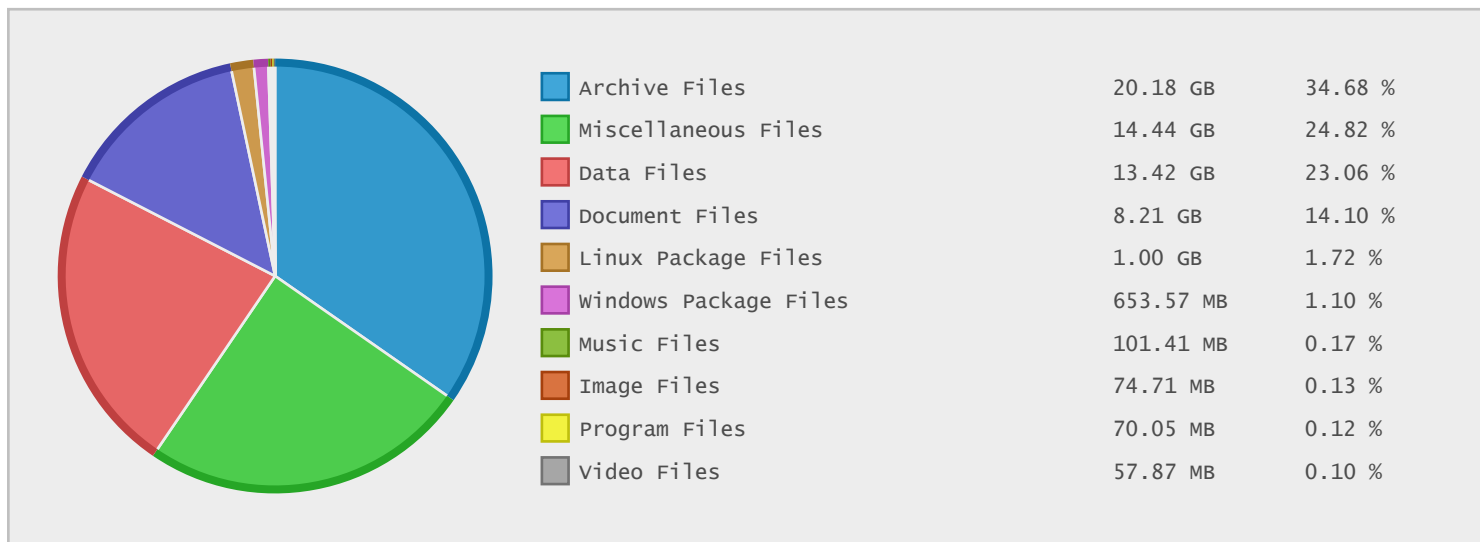 Archive Files 20.18 GB 34.68 %
Miscellaneous Files 14.44 GB 24.82 %
Data Files 13.42 GB 23.06 %
Document Files 8.21 GB 14.10 %
Linux Package Files 1.00 GB 1.72 %
Windows Package Files 653.57 MB 1.10 %
Music Files 101.41 MB 0.17 %
Image Files 74.71 MB 0.13 %
Program Files 70.05 MB 0.12 %
Video Files 57.87 MB 0.10 %